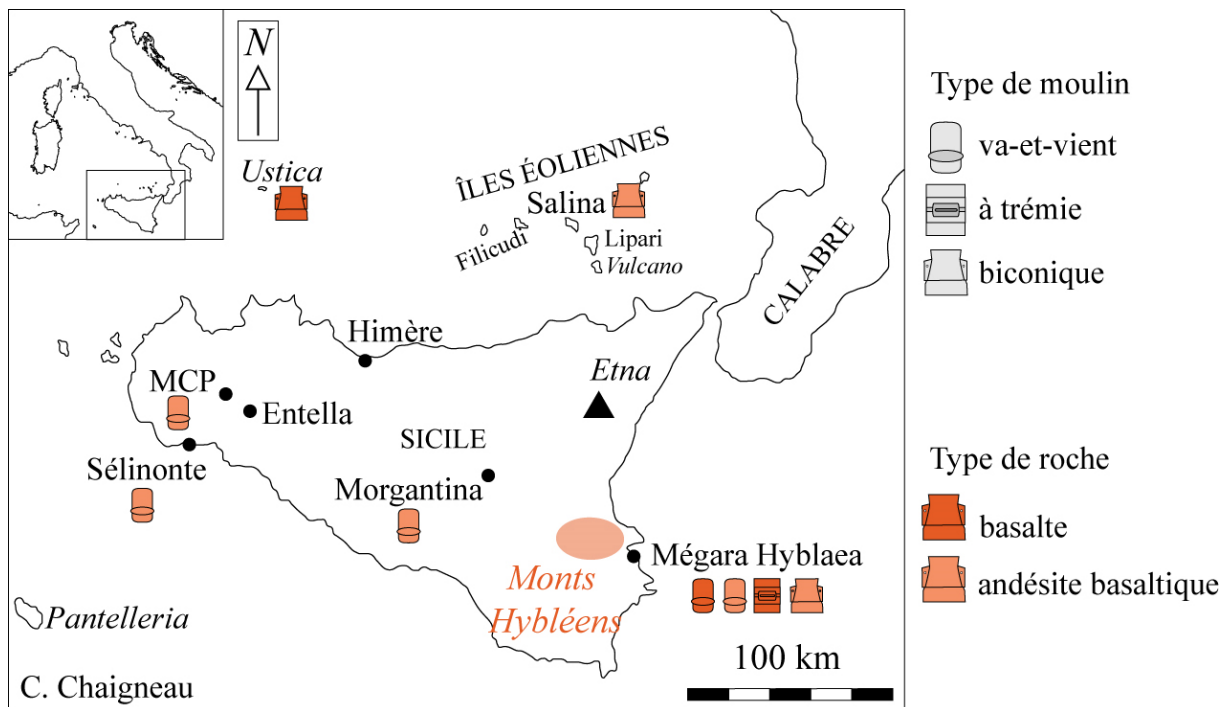 N
Ustica
ÎLES ÉOLIENNES
Salina
Filicudi
Lipari
Vulcano
CALABRE
Himère
Etna
MCP
Entella
SICILE
Sélinonte
Morgantina
Mégara Hyblaea
Monts
Hybléens
Pantelleria
100 km
C. Chaigneau
Type de moulin
va-et-vient
à trémie
biconique
Type de roche
basalte
andésite basaltique